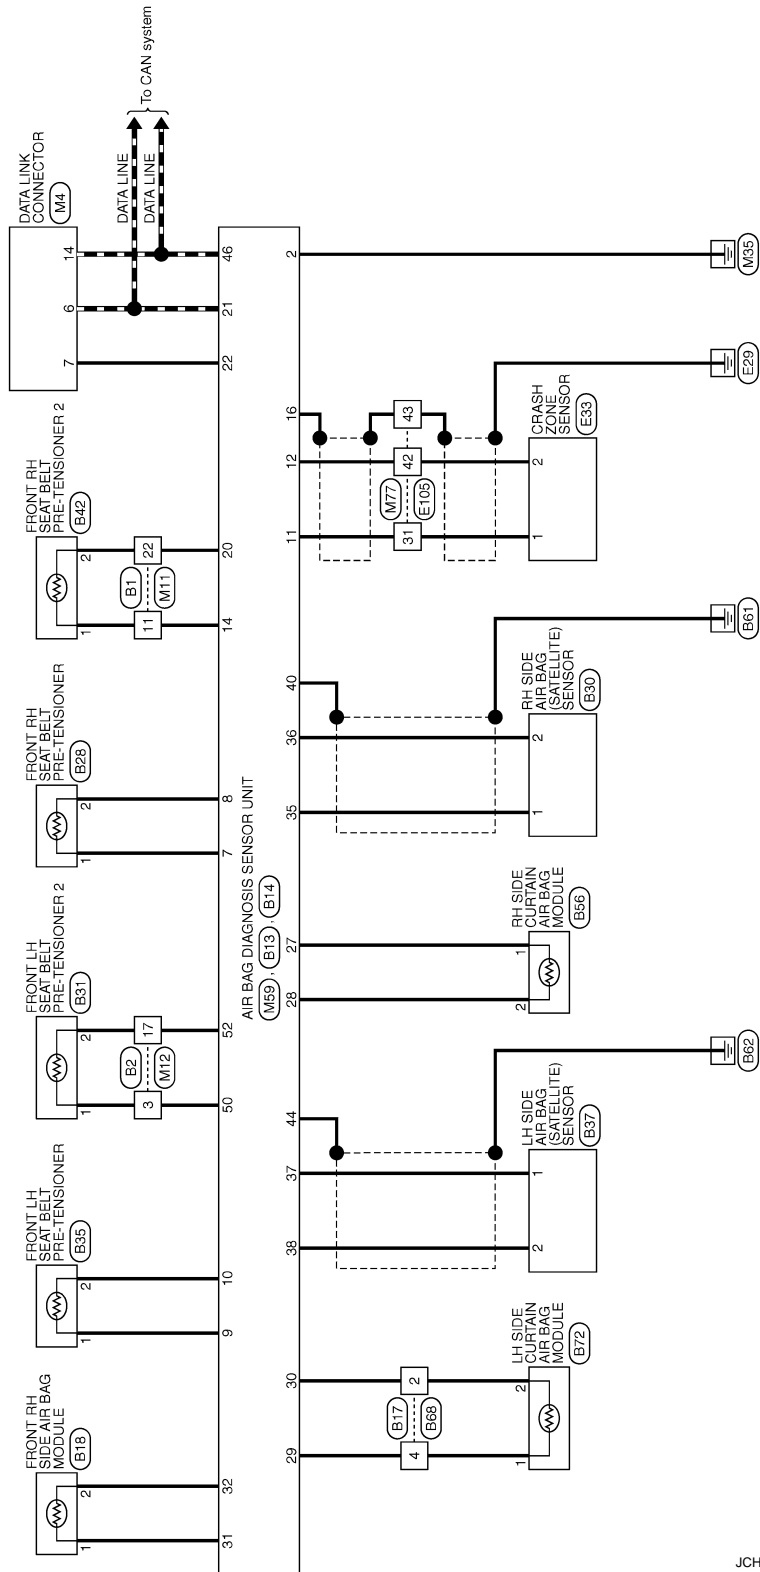 FRONT RH
SIDE AIR BAG
MODULE
B18
1
2
31
32
FRONT LH
SEAT BELT
PRE-TENSIONER
B35
1
2
9
10
FRONT LH
SEAT BELT
PRE-TENSIONER 2
B31
1
2
3
B2
M12
17
50
52
FRONT RH
SEAT BELT
PRE-TENSIONER
B28
1
2
7
8
FRONT RH
SEAT BELT
PRE-TENSIONER 2
B42
1
2
11
B1
M11
22
14
20
DATA LINK
CONNECTOR
M4
7
6
14
DATA LINE
DATA LINE
To CAN system
22
21
46
AIR BAG DIAGNOSIS SENSOR UNIT
M59 , B13 , B14
29
30
4
B17
B68
2
1
2
LH SIDE
CURTAIN
AIR BAG
MODULE
B72
38
37
44
2
1
LH SIDE
AIR BAG
(SATELLITE)
SENSOR
B37
B62
28
27
2
1
RH SIDE
CURTAIN
AIR BAG
MODULE
B56
35
36
40
1
2
RH SIDE
AIR BAG
(SATELLITE)
SENSOR
B30
B61
11
12
16
31
M77
E105
42
43
1
2
CRASH
ZONE
SENSOR
E33
E29
2
M35
JCH